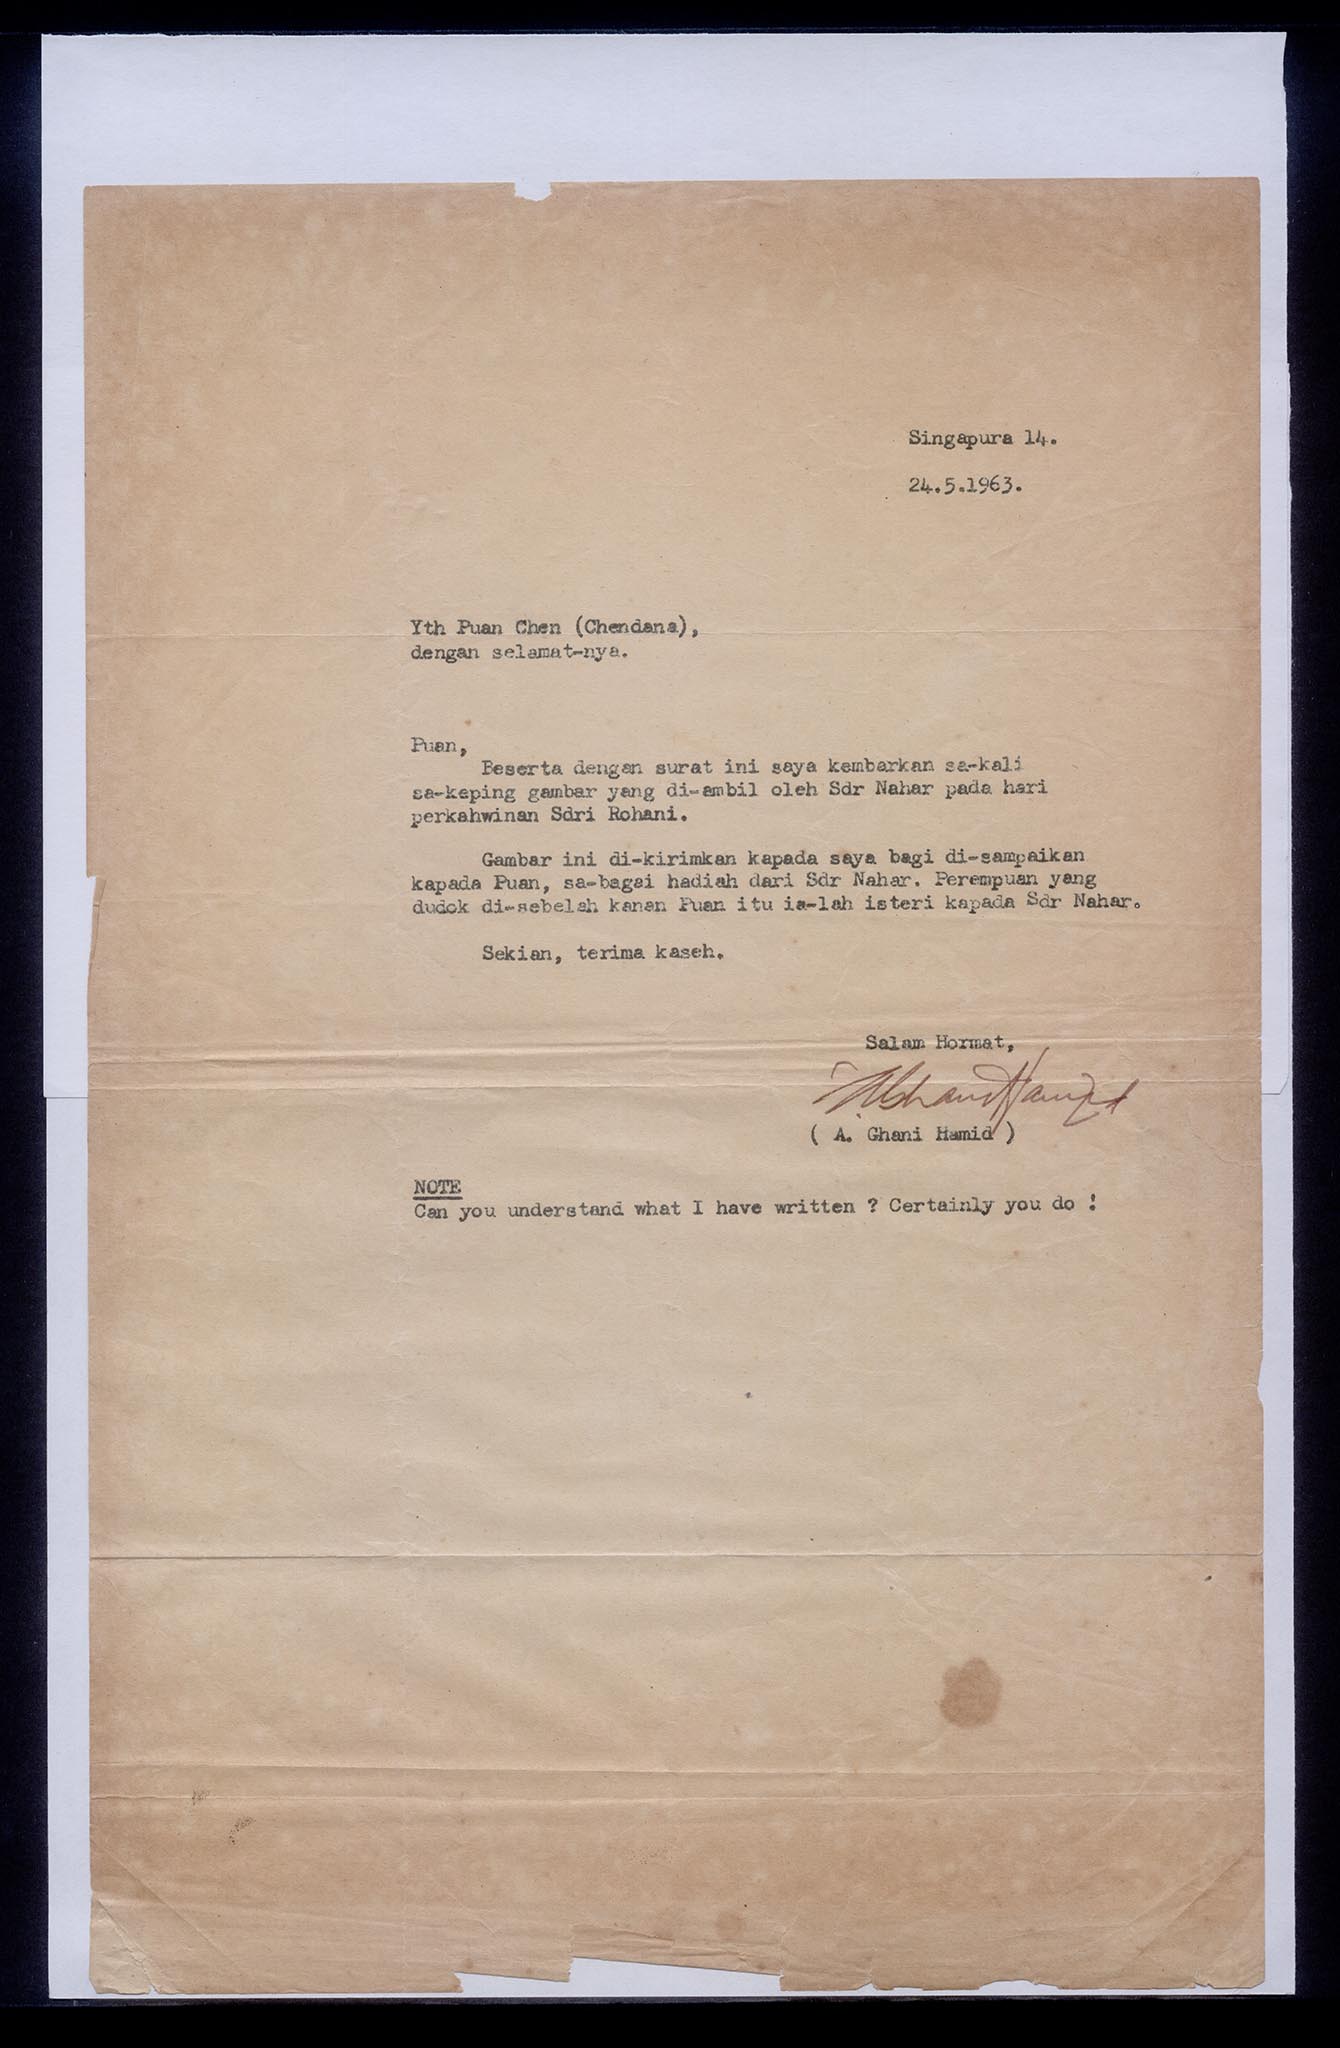 Singapura 14.
24.5.1963.
Yth Puan Chen (Chendana),
dengan selamat-nya.
Puan,
Beserta dengan surat ini saya kembarkan sa-kali
sa-keping gambar yang di-ambil oleh Sdr Nahar pada hari
perkahwinan Sdri Rohani.
Gambar ini di-kirimkan kapada saya bagi di-sampaikan
kapada Puan, sa-bagai hadiah dari Sdr Nahar. Perempuan yang
dudok di-sebelah kanan Puan itu ia-lah isteri kapada Sdr Nahar.
Sekian, terima kaseh.
Salam Hormat,
AGhaniHamid
( A. Ghani Hamid )
NOTE
Can you understand what I have written ? Certainly you do !